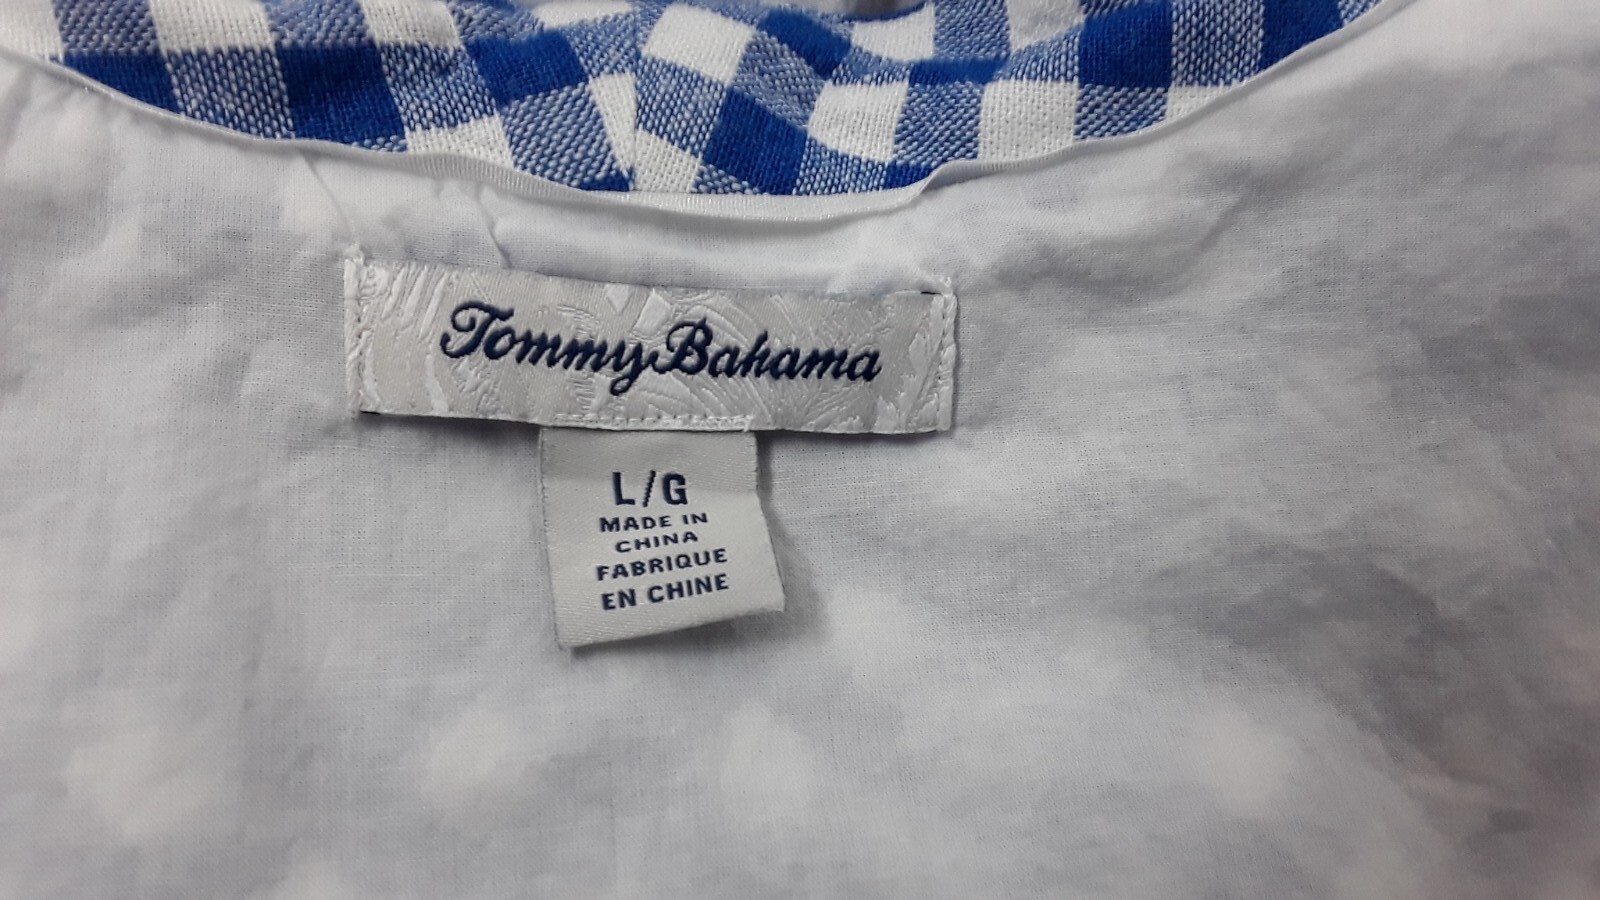 Tommy Bahama
L/G
MADE IN
CHINA
FABRIQUE
EN CHINE